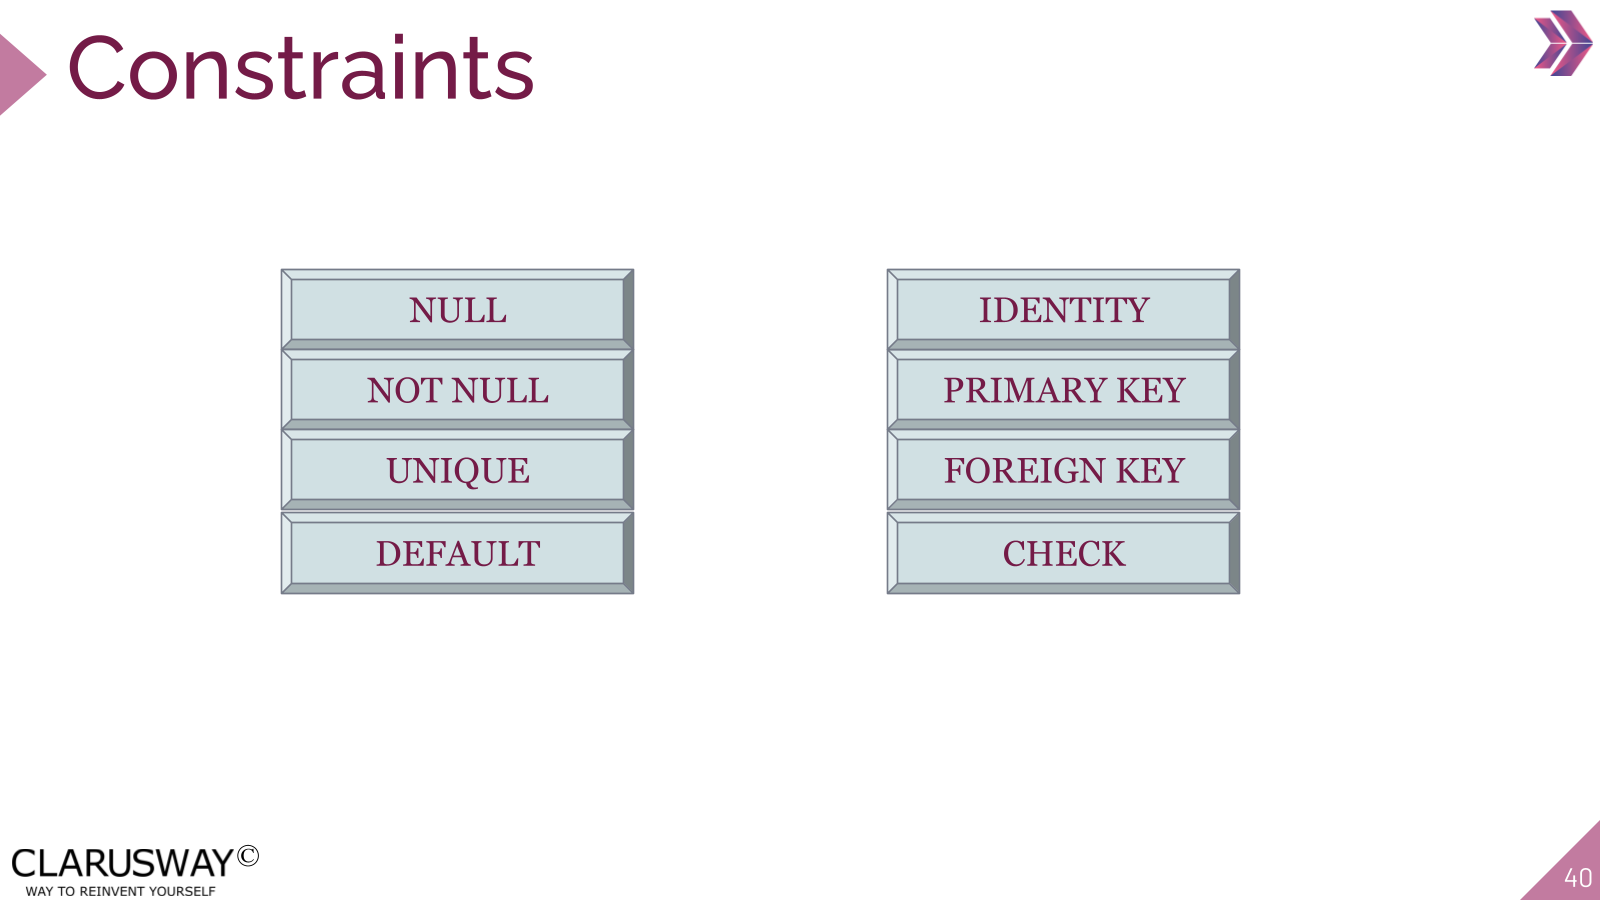 Constraints
NULL
NOT NULL
UNIQUE
DEFAULT
IDENTITY
PRIMARY KEY
FOREIGN KEY
CHECK
CLARUSWAY©
WAY TO REINVENT YOURSELF
40